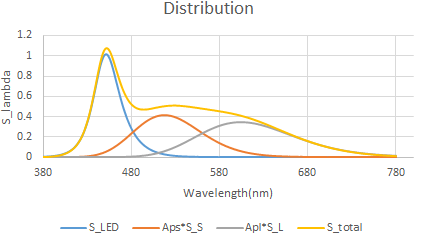 Distribution
1.2
1
0.8
0.6
0.4
0.2
0
S_lambda
380 480 580 680 780
Wavelength(nm)
S_LED Aps*S_S Apl*S_L S_total